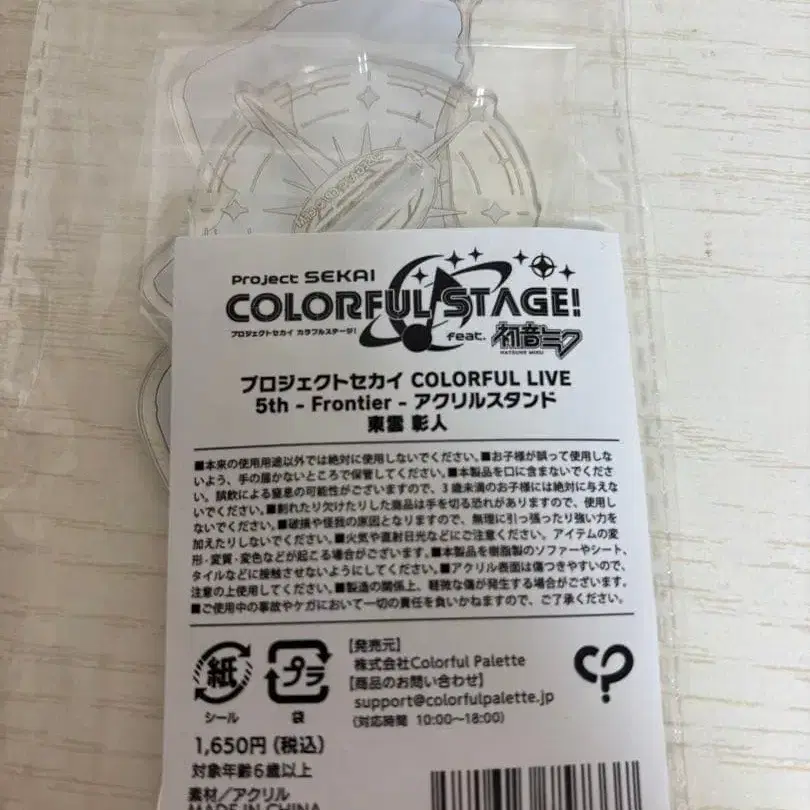 Project SEKAI
COLORFUL STAGE!
プロジェクトセカイ カラフルステージ!
feat. 初音ミク
HATSUNE MIKU
プロジェクトセカイ COLORFUL LIVE
5th - Frontier - アクリルスタンド
東雲 彰人
■本来の使用用途以外では絶対に使用しないでください。■お子様が誤って使用しな
いよう、手の届かないところで保管してください。■本製品を口に含まないでくださ
い。誤飲による窒息の可能性がございますので、3歳未満のお子様には絶対に与えな
いでください。■割れたり欠けたりした商品は手を切る恐れがありますので、使用し
ないでください。■破損や怪我の原因となりますので、無理に引っ張ったり強い力を
加えたりしないでください。■火気や直射日光などにご注意ください。アイテムの変
形・変質・変色などが起こる場合がございます。■本製品を樹脂製のソファーやシート、
タイルなどに接触させないようにしてください。■アクリル表面は傷つきやすいので、
注意の上使用してください。■製造の関係上、軽微な傷が発生する場合がございます。
■ご使用中の事故やケガにおいて一切の責任を負いかねますので、ご了承ください。
紙
シール
プラ
袋
【発売元】
株式会社Colorful Palette
【商品のお問い合わせ】
support@colorfulpalette.jp
(対応時間 10:00~18:00)
1,650円(税込)
対象年齢6歳以上
素材/アクリル
MADE IN CHINA